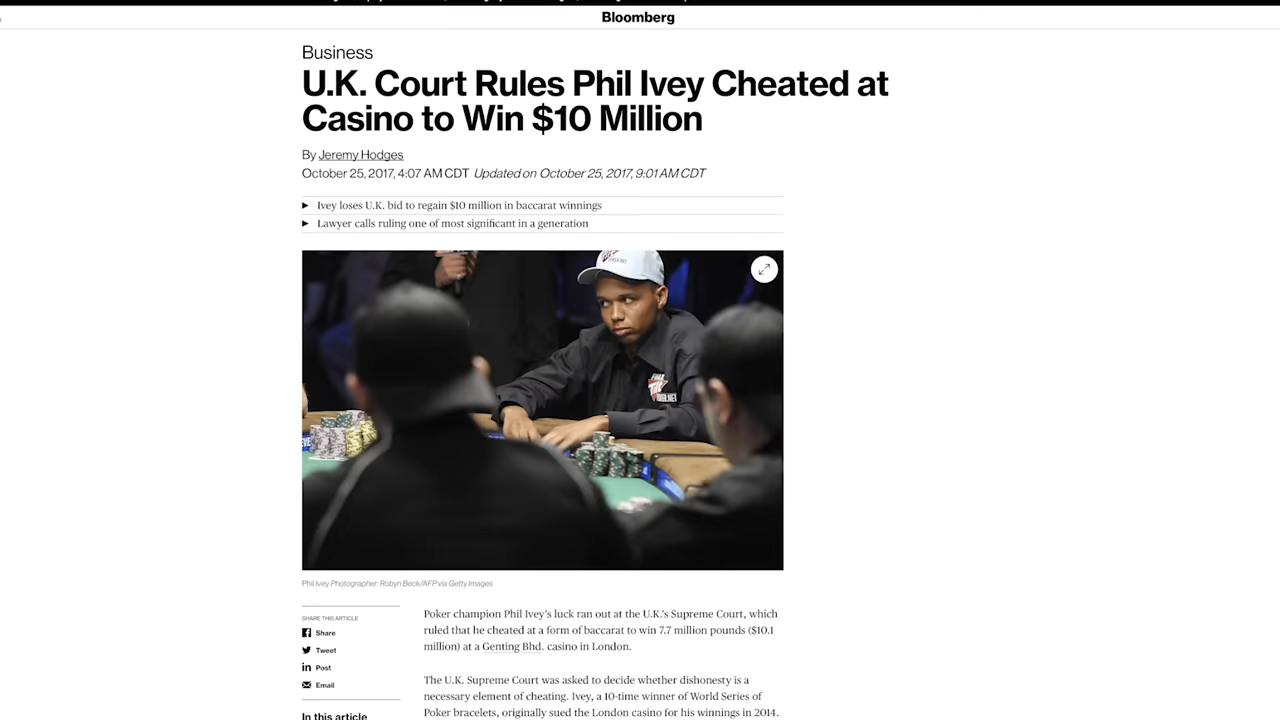 Bloomberg
Business
U.K. Court Rules Phil Ivey Cheated at
Casino to Win $10 Million
By Jeremy Hodges
October 25, 2017, 4:07 AM CDT Updated on October 25, 2017, 9:01 AM CDT
▶ Ivey loses U.K. bid to regain $10 million in baccarat winnings
▶ Lawyer calls ruling one of most significant in a generation
Phil Ivey Photographer: Robyn Beck/AFP via Getty Images
SHARE THIS ARTICLE
Share
Tweet
Post
Email
In this article
Poker champion Phil Ivey's luck ran out at the U.K.'s Supreme Court, which
ruled that he cheated at a form of baccarat to win 7.7 million pounds ($10.1
million) at a Genting Bhd. casino in London.
The U.K. Supreme Court was asked to decide whether dishonesty is a
necessary element of cheating. Ivey, a 10-time winner of World Series of
Poker bracelets, originally sued the London casino for his winnings in 2014.